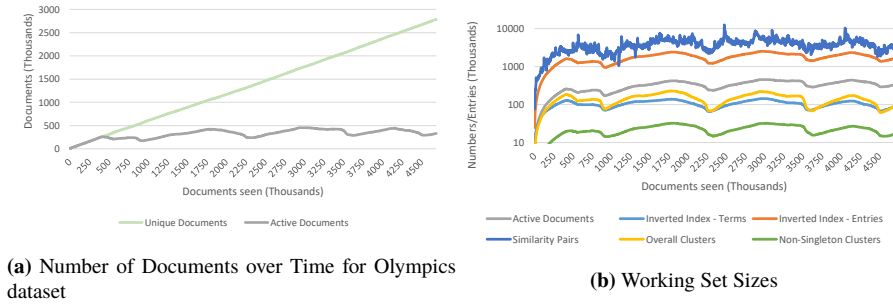 3000
2500
2000
1500
1000
500
0
Documents (Thousands)
0 250 500 750 1000 1250 1500 1750 2000 2250 2500 2750 3000 3250 3500 3750 4000 4250 4500
Documents seen (Thousands)
Unique Documents Active Documents
(a) Number of Documents over Time for Olympics
dataset
10000
1000
100
10
Numbers/Entries (Thousands)
0 250 500 750 1000 1250 1500 1750 2000 2250 2500 2750 3000 3250 3500 3750 4000 4250 4500
Documents seen (Thousands)
Active Documents Inverted Index - Terms Inverted Index - Entries
Similarity Pairs Overall Clusters Non-Singleton Clusters
(b) Working Set Sizes